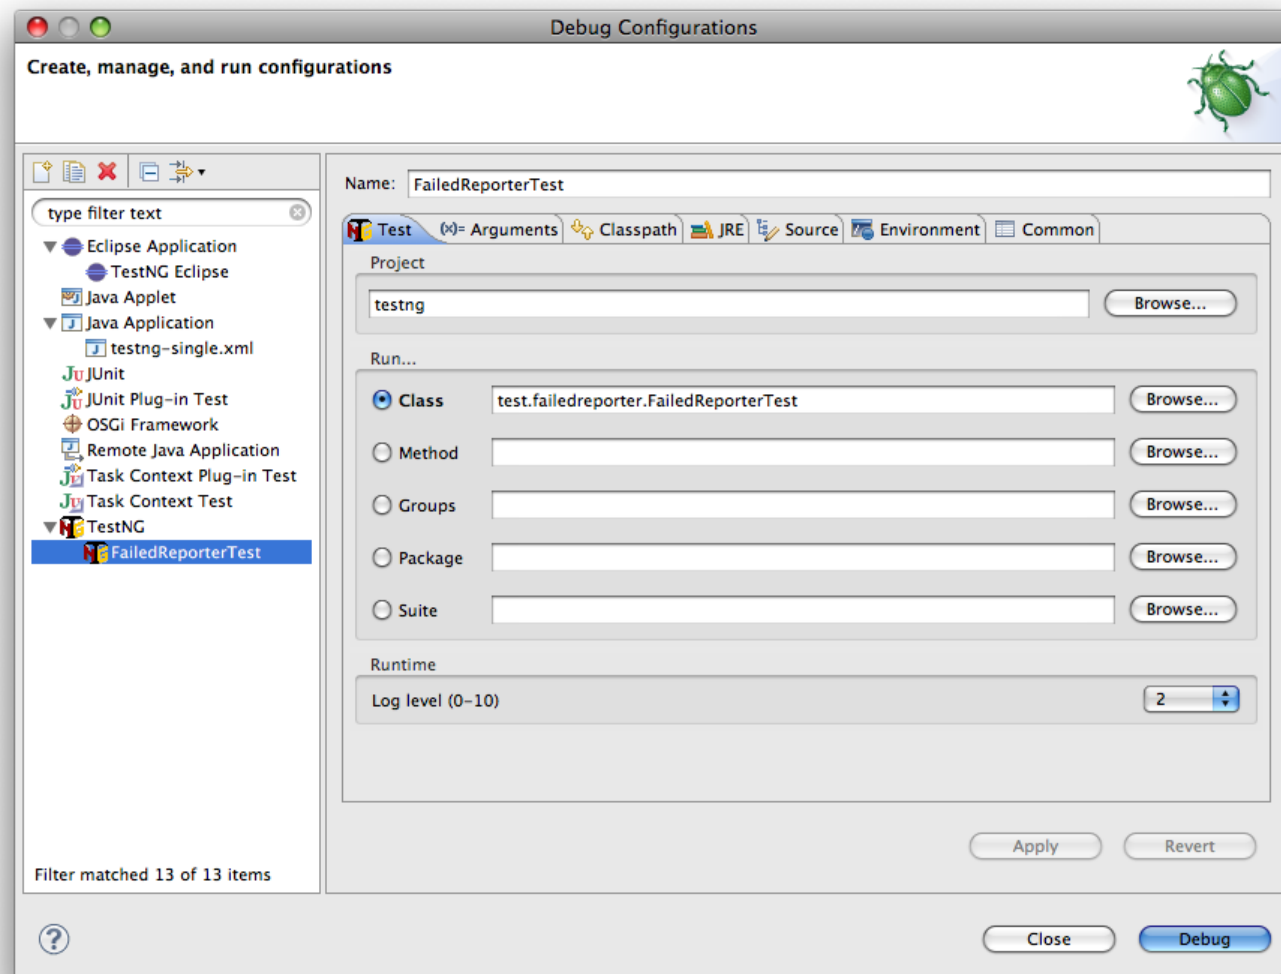 Debug Configurations
Create, manage, and run configurations
type filter text
Eclipse Application
TestNG Eclipse
Java Applet
Java Application
testng-single.xml
JUnit
JUnit Plug-in Test
OSGi Framework
Remote Java Application
Task Context Plug-in Test
Task Context Test
TestNG
FailedReporterTest
Filter matched 13 of 13 items
Name: FailedReporterTest
Test (x)= Arguments Classpath JRE Source Environment Common
Project
testng Browse...
Run...
Class test.failedreporter.FailedReporterTest Browse...
Method Browse...
Groups Browse...
Package Browse...
Suite Browse...
Runtime
Log level (0-10) 2
Apply Revert
? Close Debug